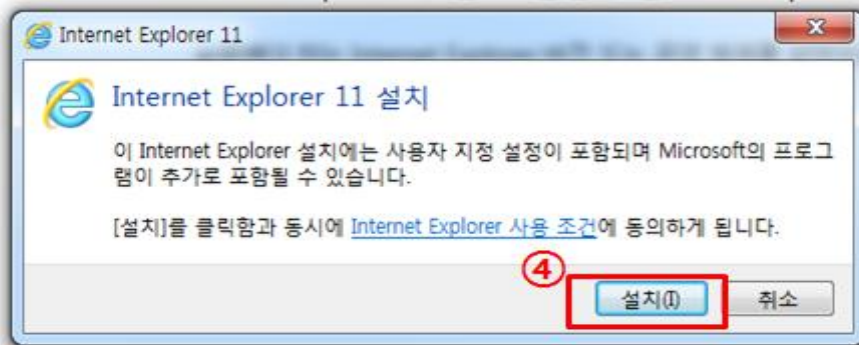 Internet Explorer 11
Internet Explorer 11 설치
이 Internet Explorer 설치에는 사용자 지정 설정이 포함되며 Microsoft의 프로그
램이 추가로 포함될 수 있습니다.
[설치]를 클릭함과 동시에 Internet Explorer 사용 조건에 동의하게 됩니다.
④
설치(I) 취소